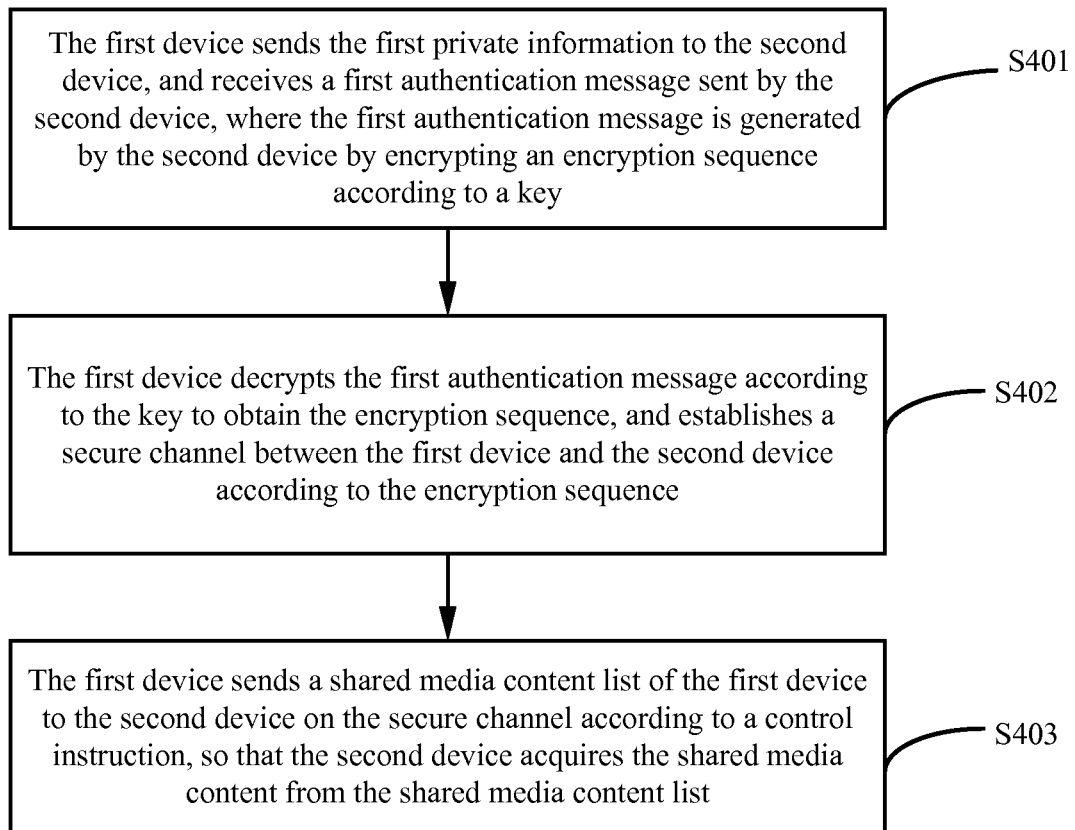 The first device sends the first private information to the second
device, and receives a first authentication message sent by the
second device, where the first authentication message is generated
by the second device by encrypting an encryption sequence
according to a key
S401
The first device decrypts the first authentication message according
to the key to obtain the encryption sequence, and establishes a
secure channel between the first device and the second device
according to the encryption sequence
S402
The first device sends a shared media content list of the first device
to the second device on the secure channel according to a control
instruction, so that the second device acquires the shared media
content from the shared media content list
S403